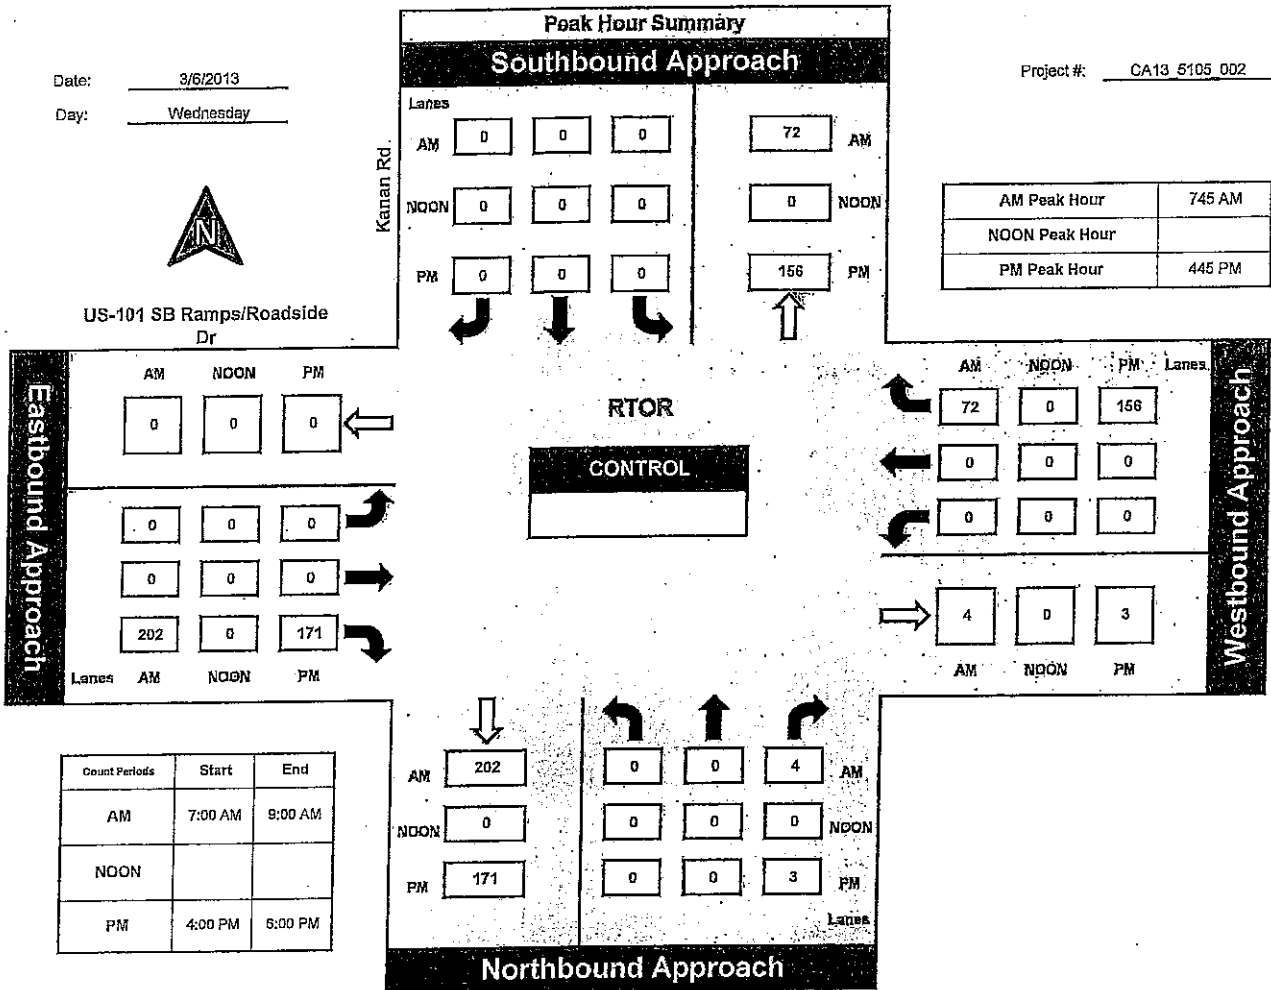 Peak Hour Summary
Southbound Approach
Date: 3/6/2013
Day: Wednesday
Project #: CA13_5105_002
N
Kanan Rd.
US-101 SB Ramps/Roadside
Dr
Lanes
AM 0 0 0 72 AM
NOON 0 0 0 0 NOON
PM 0 0 0 156 PM
AM Peak Hour 745 AM
NOON Peak Hour
PM Peak Hour 445 PM
Eastbound Approach
AM NOON PM
0 0 0
0 0 0
0 0 0
202 0 171
Lanes AM NOON PM
RTOR
CONTROL
Westbound Approach
AM NOON PM Lanes
72 0 156
0 0 0
0 0 0
4 0 3
AM NOON PM
Count Periods Start End
AM 7:00 AM 9:00 AM
NOON
PM 4:00 PM
AM 202 0 0 4 AM
NOON 0 0 0 0 NOON
PM 171 0 0 3 PM
Lanes
Northbound Approach